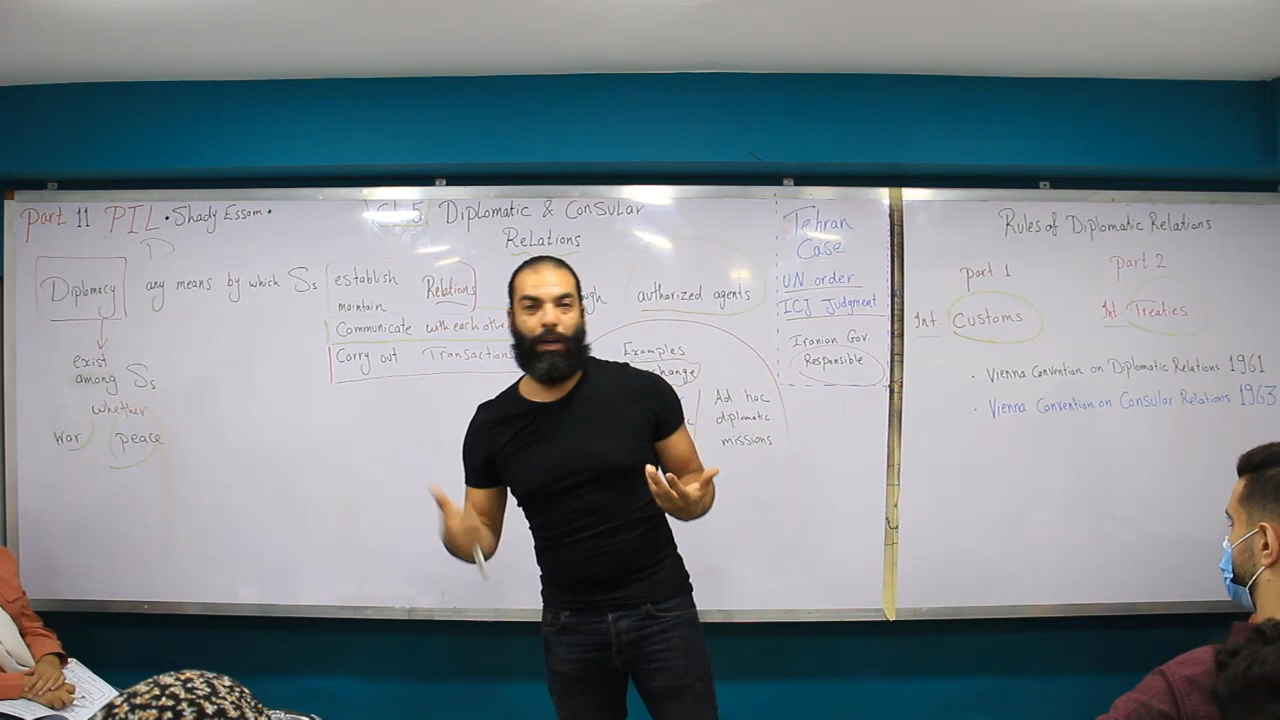 Part 11 PIL • Shady Essam •
Ch 5 Diplomatic & Consular
Relations
Diplomacy
any means by which Ss
establish
maintain
Relations
authorized agents
Communicate with each othe
Carry out Transactions
exist
among Ss
whether
war
peace
Examples
change
Ad hoc
diplomatic
missions
Tehran
Case
UN order
ICJ Judgment
Iranian Gov.
Responsible
Rules of Diplomatic Relations
part 1
Int. Customs
part 2
Int. Treaties
• Vienna Convention on Diplomatic Relations 1961
• Vienna Convention on Consular Relations 1963